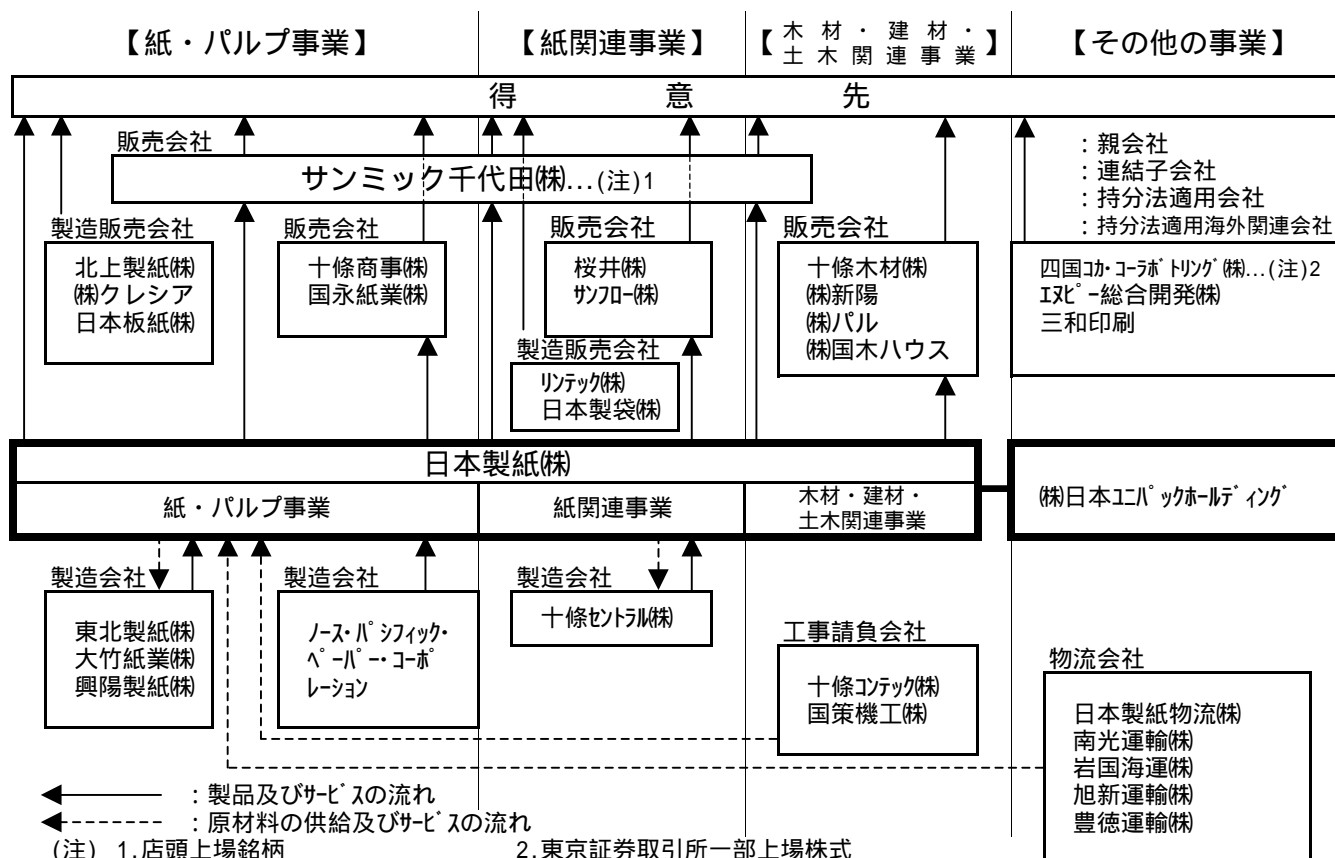 【紙・パルプ事業】
【紙関連事業】
【木材・建材・土木関連事業】
【その他の事業】
得意先
販売会社
サンミック千代田㈱…(注)1
:親会社
:連結子会社
:持分法適用会社
:持分法適用海外関連会社
製造販売会社
北上製紙㈱
㈱クレシア
日本板紙㈱
販売会社
十條商事㈱
国永紙業㈱
販売会社
桜井㈱
サンフロー㈱
製造販売会社
リンテック㈱
日本製袋㈱
販売会社
十條木材㈱
㈱新陽
㈱パル
㈱国木ハウス
四国コカ・コーラボトリング㈱…(注)2
エヌピー総合開発㈱
三和印刷
日本製紙㈱
紙・パルプ事業
紙関連事業
木材・建材・
土木関連事業
㈱日本ユニパックホールディング
製造会社
東北製紙㈱
大竹紙業㈱
興陽製紙㈱
製造会社
ノース・パシフィック・
ペーパー・コーポ
レーション
製造会社
十條セントラル㈱
工事請負会社
十條コンテック㈱
国策機工㈱
物流会社
日本製紙物流㈱
南光運輸㈱
岩国海運㈱
旭新運輸㈱
豊徳運輸㈱
:製品及びサービスの流れ
:原材料の供給及びサービスの流れ
(注) 1.店頭上場銘柄 2.東京証券取引所一部上場株式